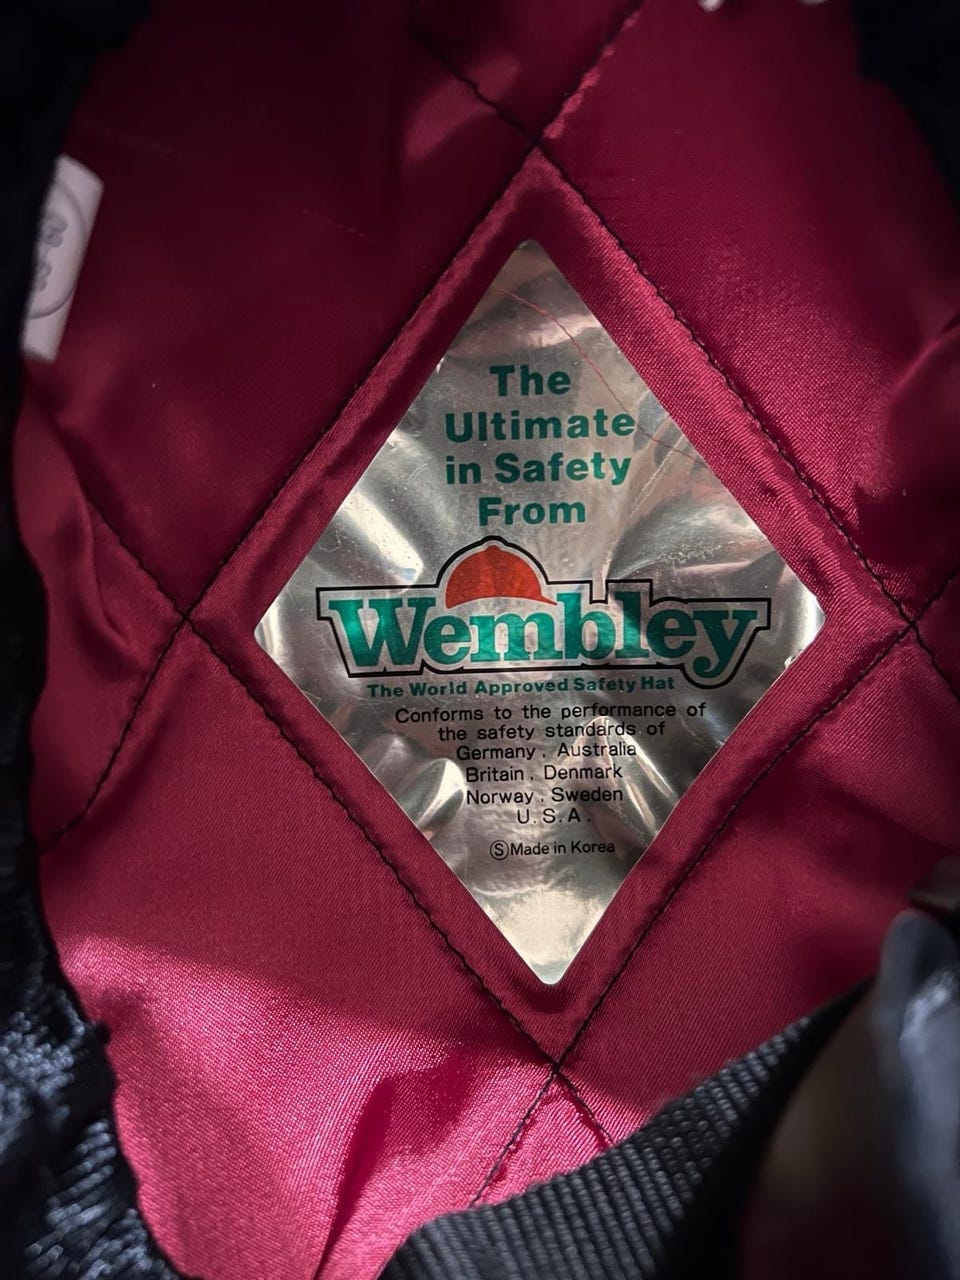 The
Ultimate
in Safety
From
Wembley
The World Approved Safety Hat
Conforms to the performance of
the safety standards of
Germany . Australia
Britain . Denmark
Norway . Sweden
U.S.A.
Ⓢ Made in Korea